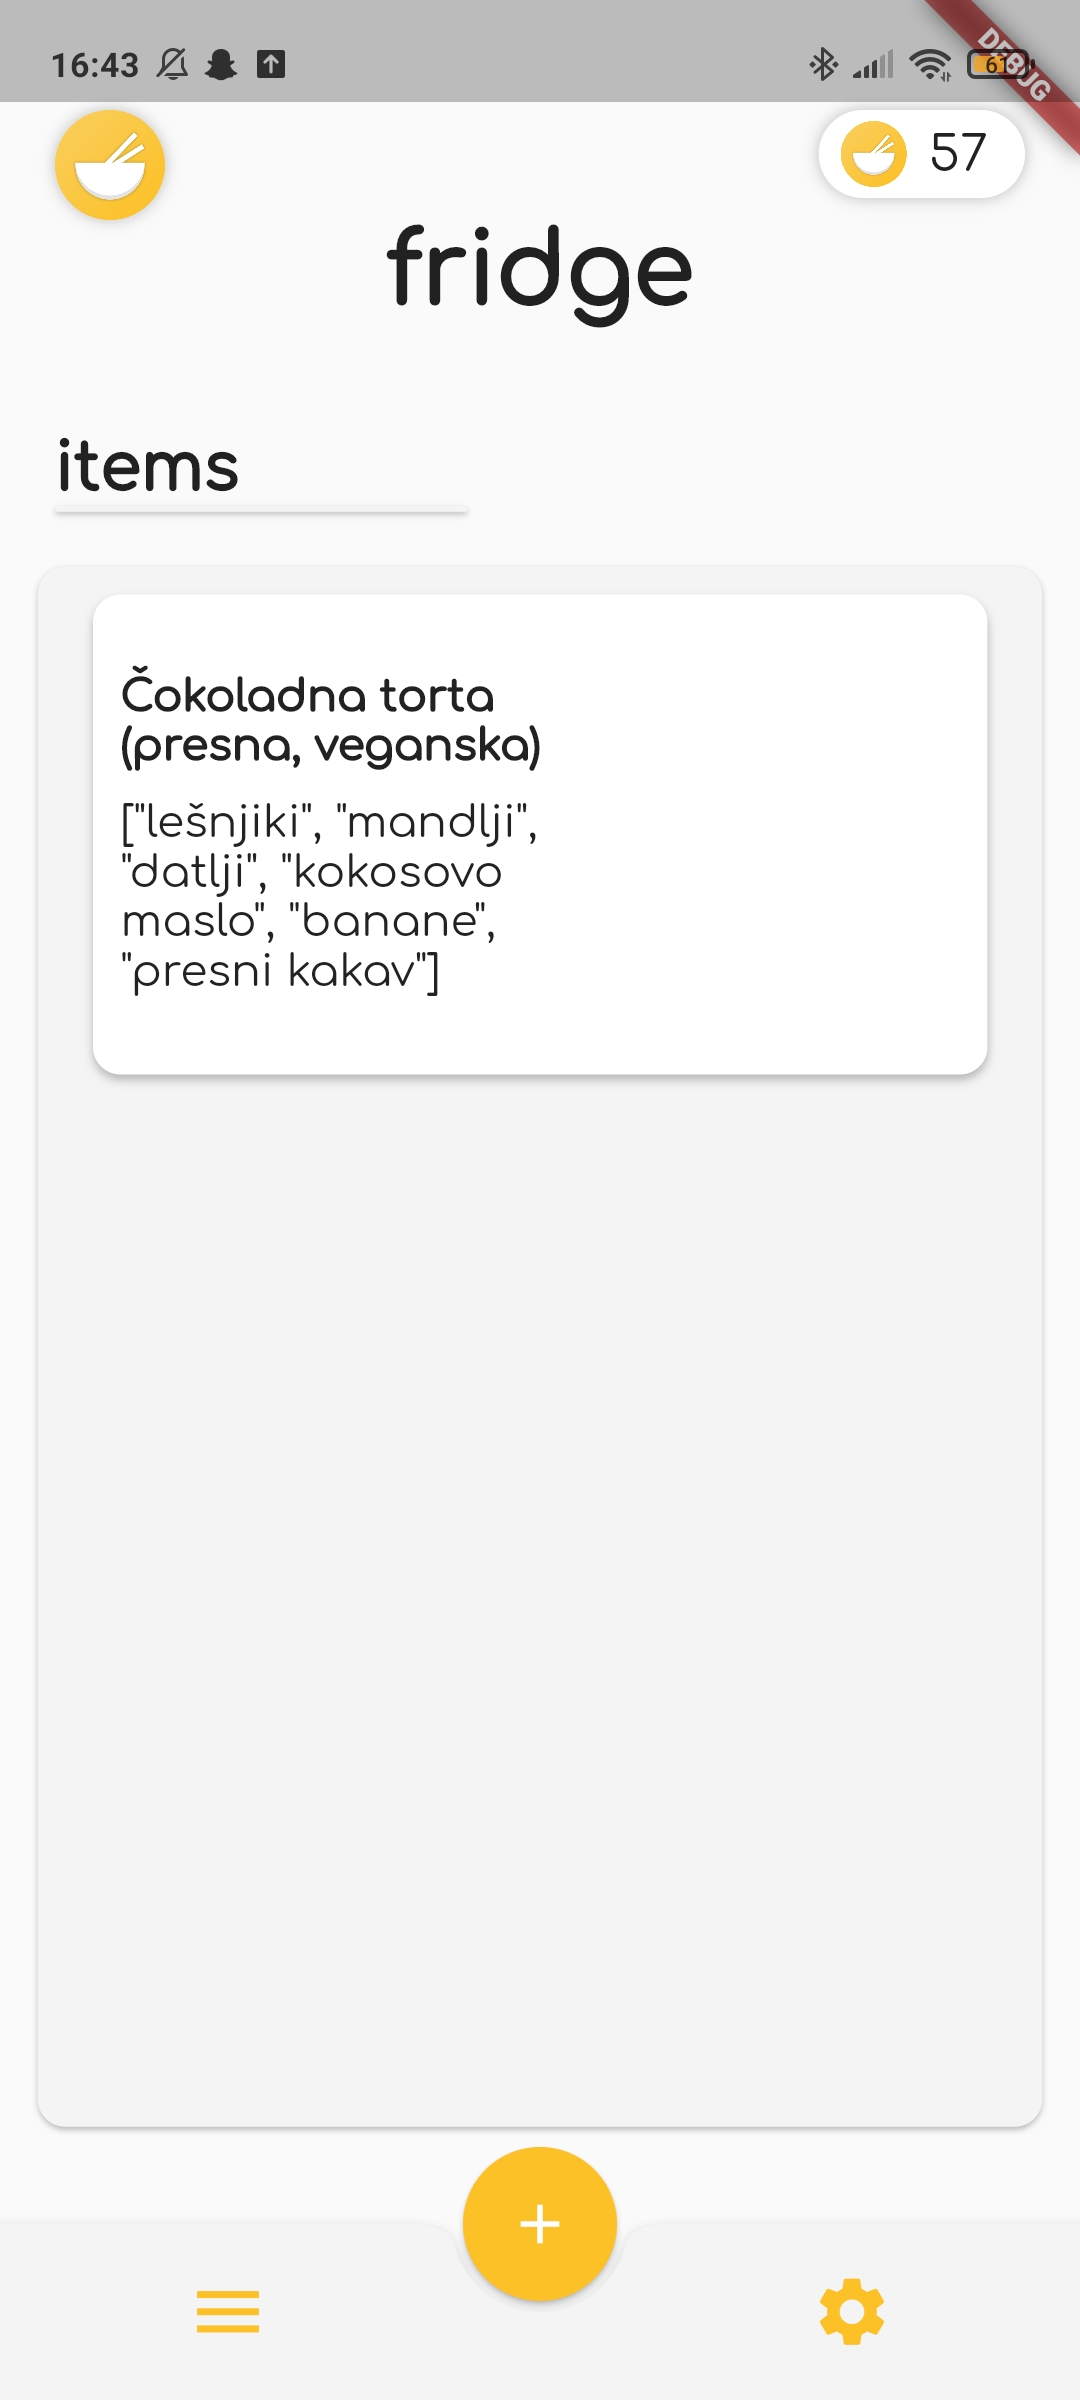 16:43
61
DEBUG
57
fridge
items
Čokoladna torta
(presna, veganska)
["lešnjiki", "mandlji",
"datlji", "kokosovo
maslo", "banane",
"presni kakav"]